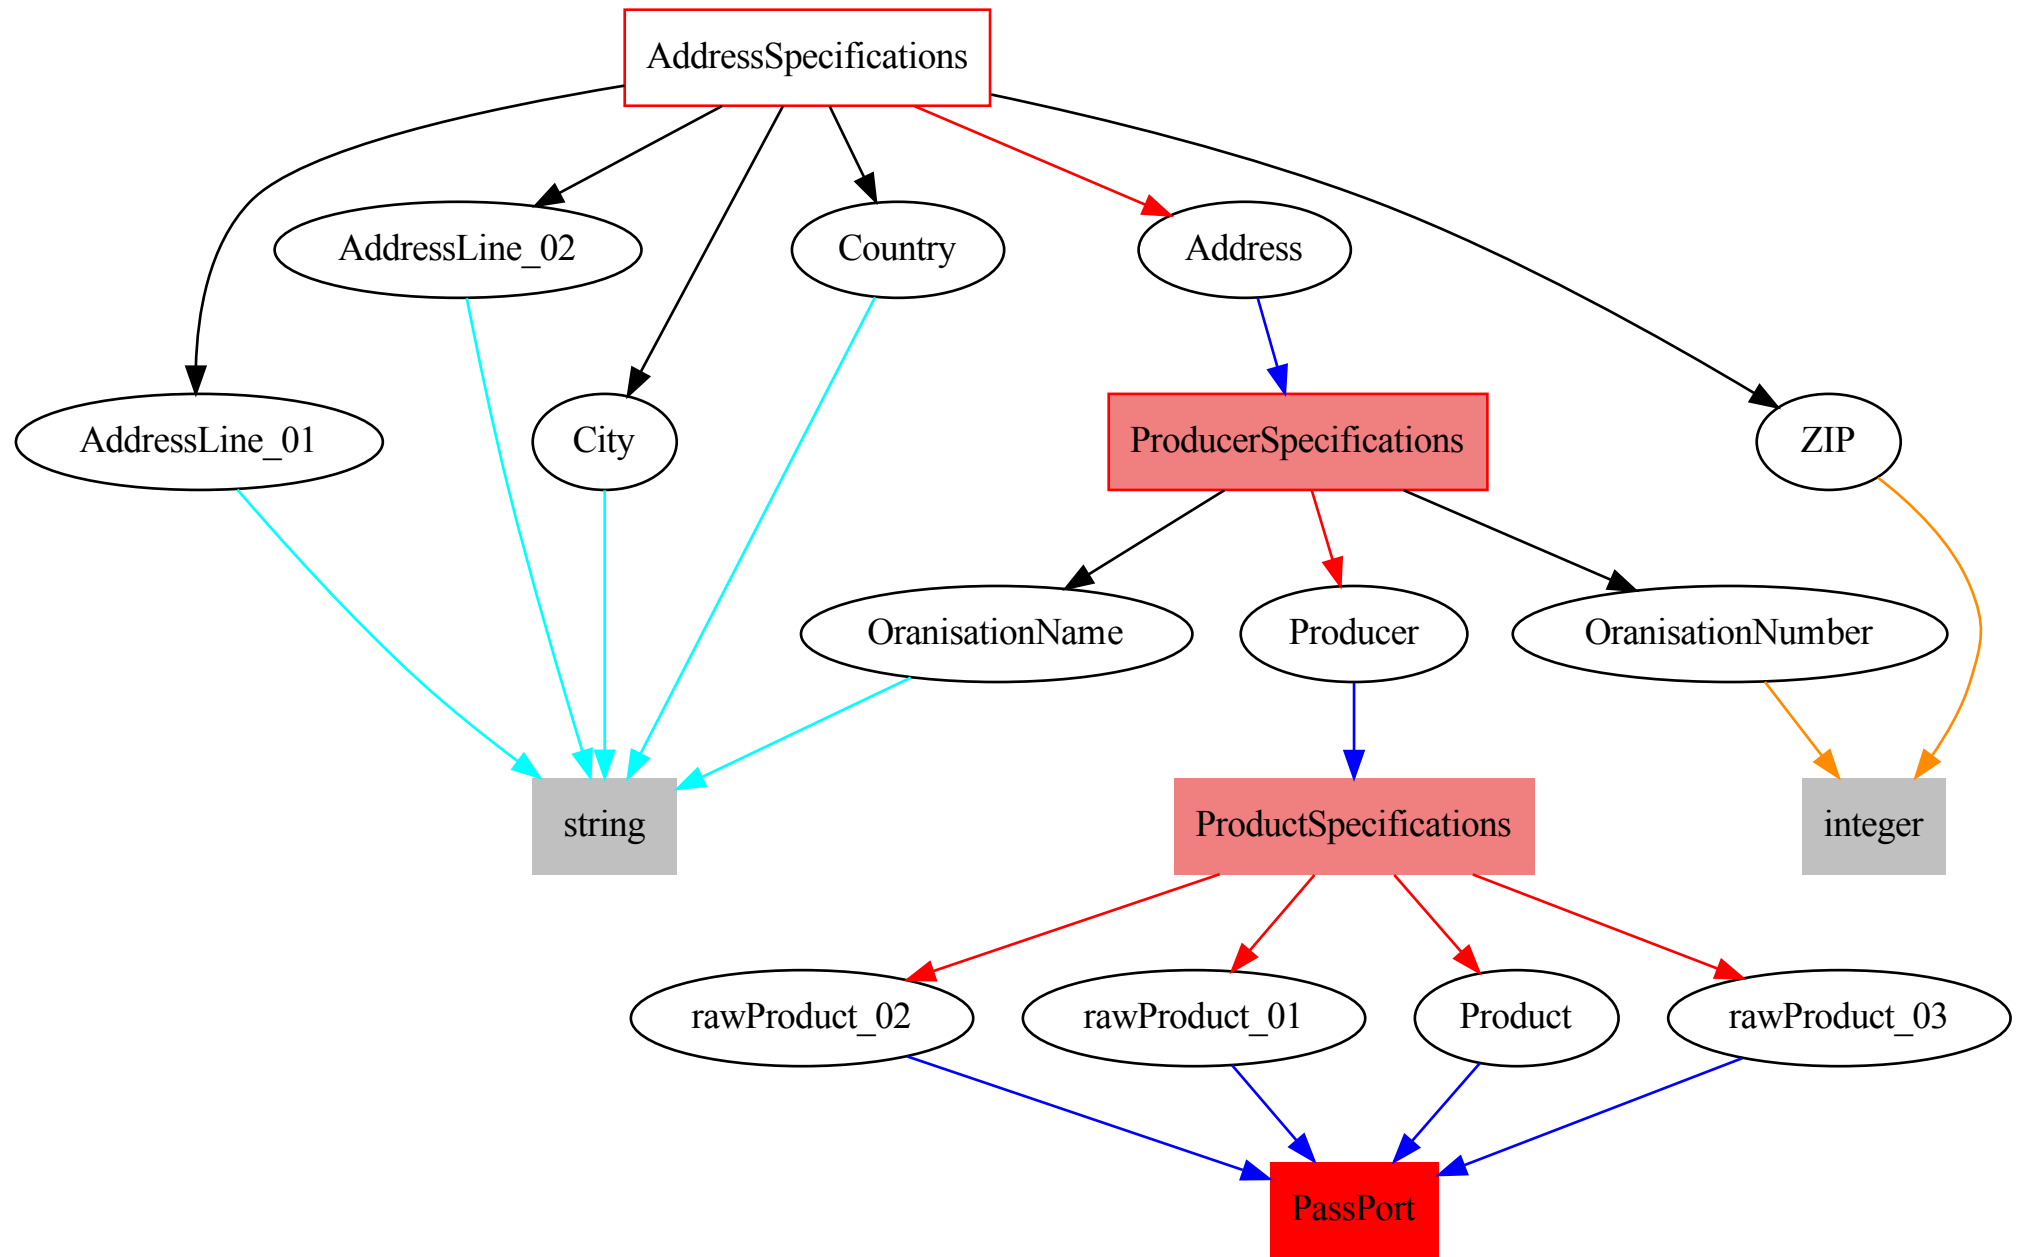 AddressSpecifications
AddressLine_02
Country
Address
AddressLine_01
City
ProducerSpecifications
ZIP
OranisationName
Producer
OranisationNumber
string
ProductSpecifications
integer
rawProduct_02
rawProduct_01
Product
rawProduct_03
PassPort